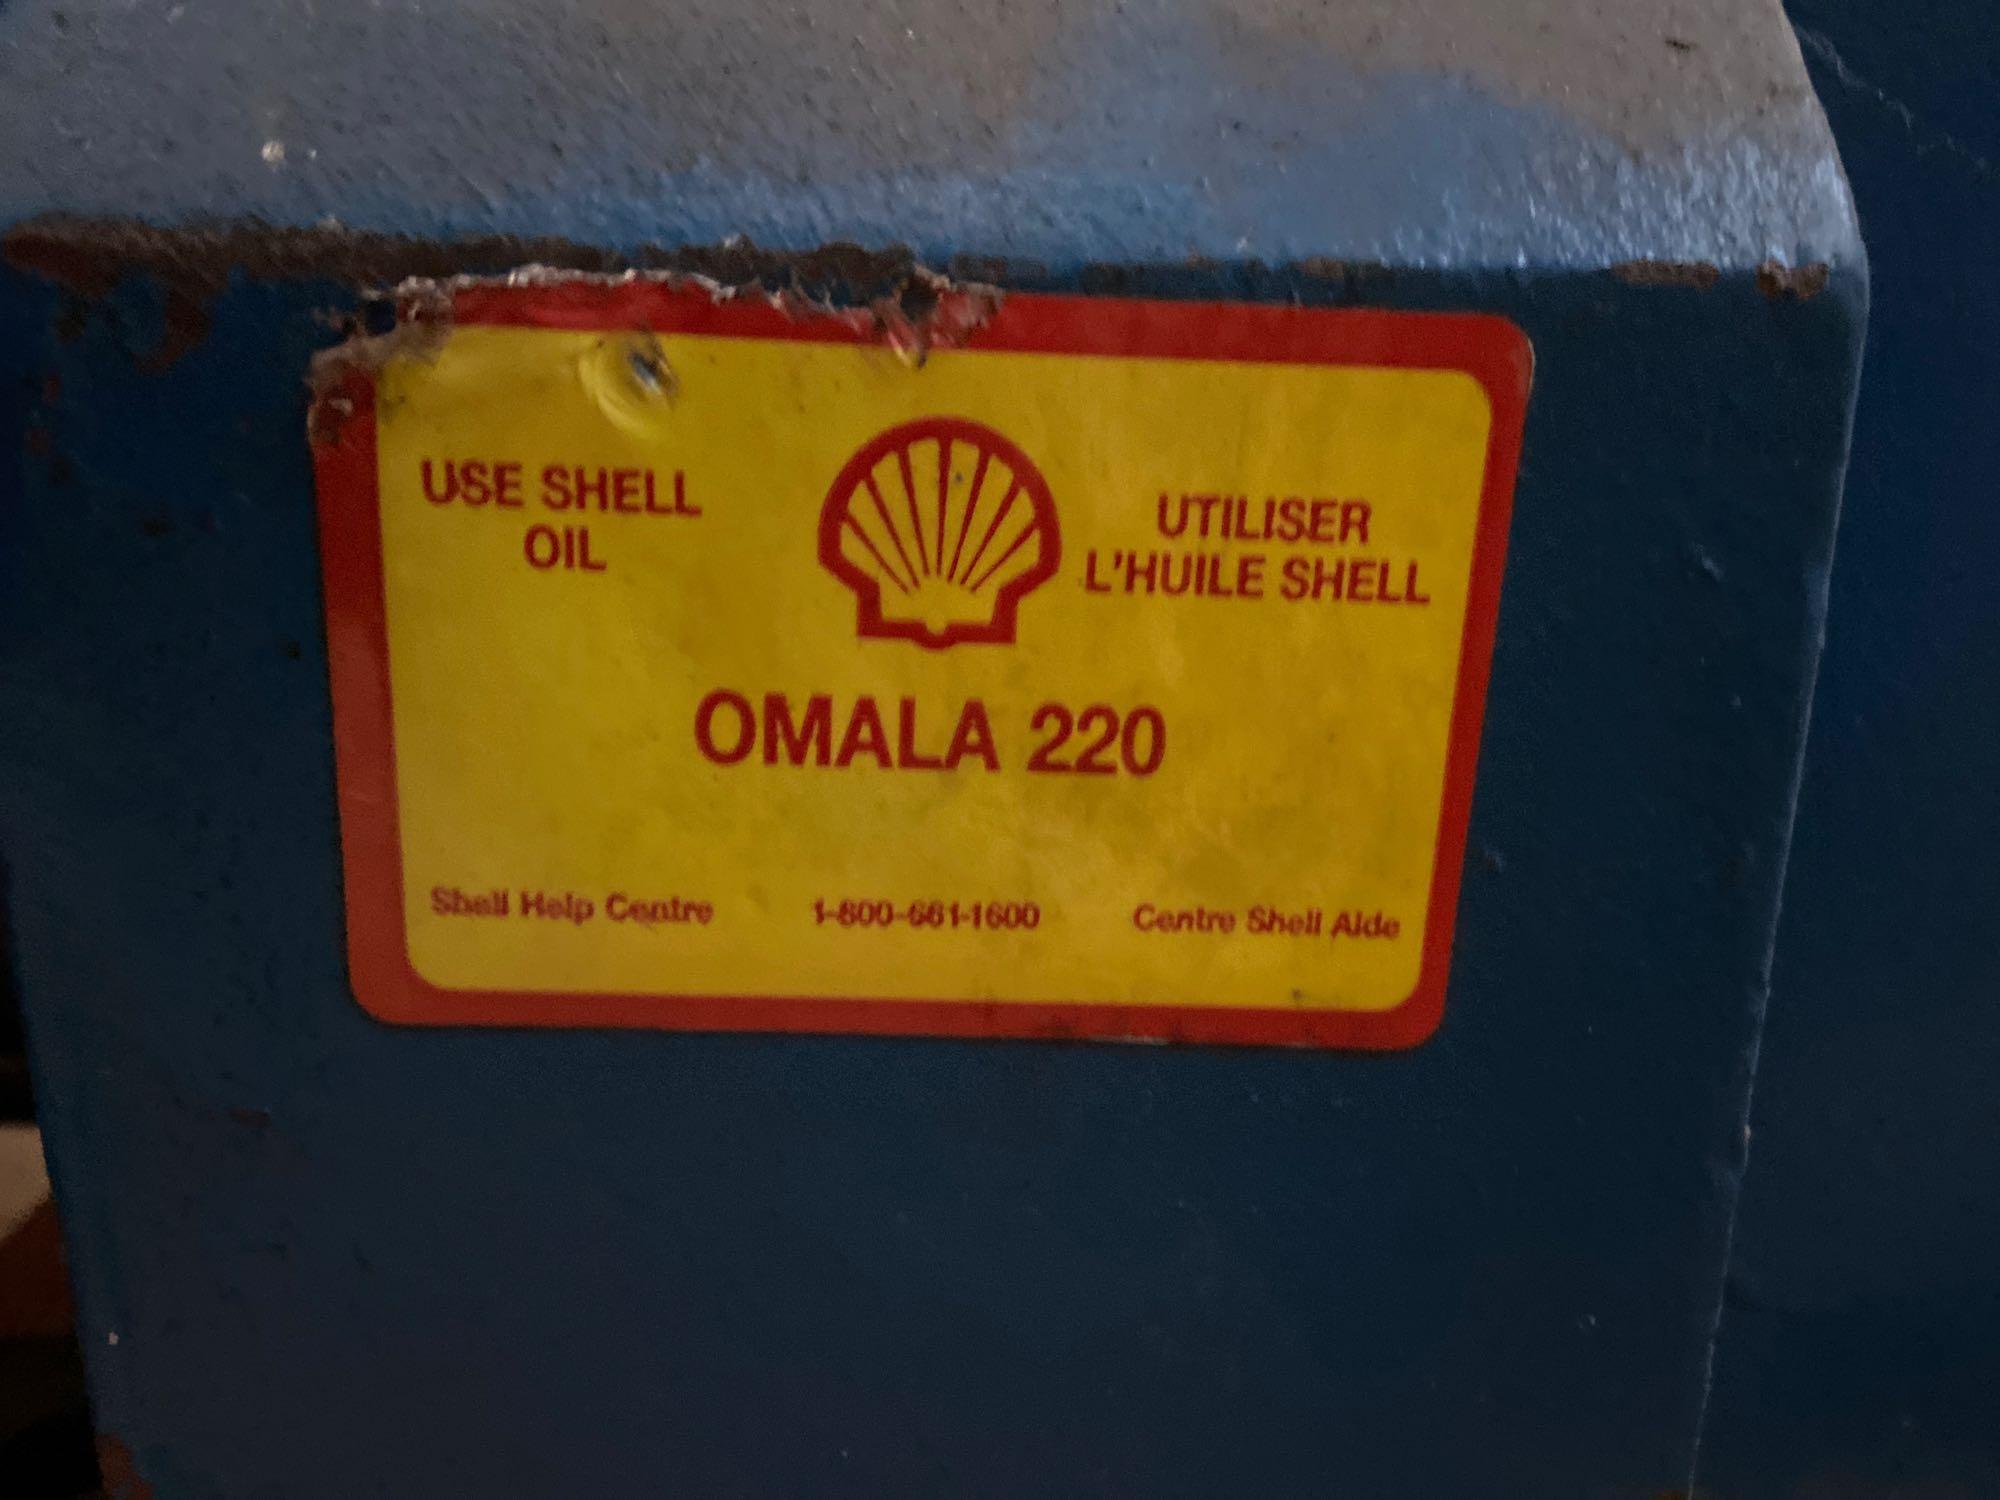 USE SHELL
OIL
UTILISER
L'HUILE SHELL
OMALA 220
Shell Help Centre
1-800-661-1600
Centre Shell Aide